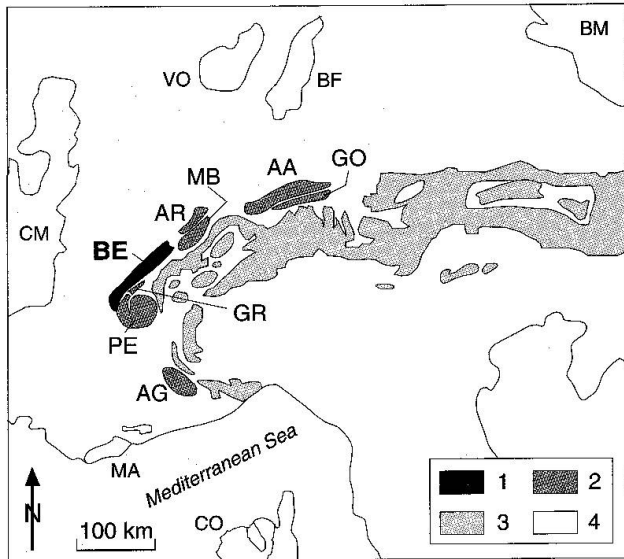 VO
BF
BM
MB
AA
GO
AR
CM
BE
GR
PE
AG
MA
Mediterranean Sea
CO
N
100 km
1
2
3
4